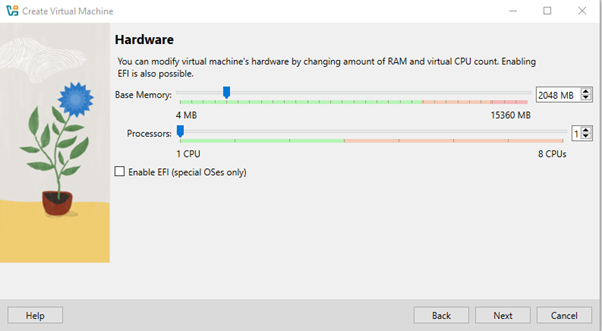 Create Virtual Machine
Hardware
You can modify virtual machine's hardware by changing amount of RAM and virtual CPU count. Enabling
EFI is also possible.
Base Memory: 2048 MB
4 MB 15360 MB
Processors: 1
1 CPU 8 CPUs
Enable EFI (special OSes only)
Help Back Next Cancel